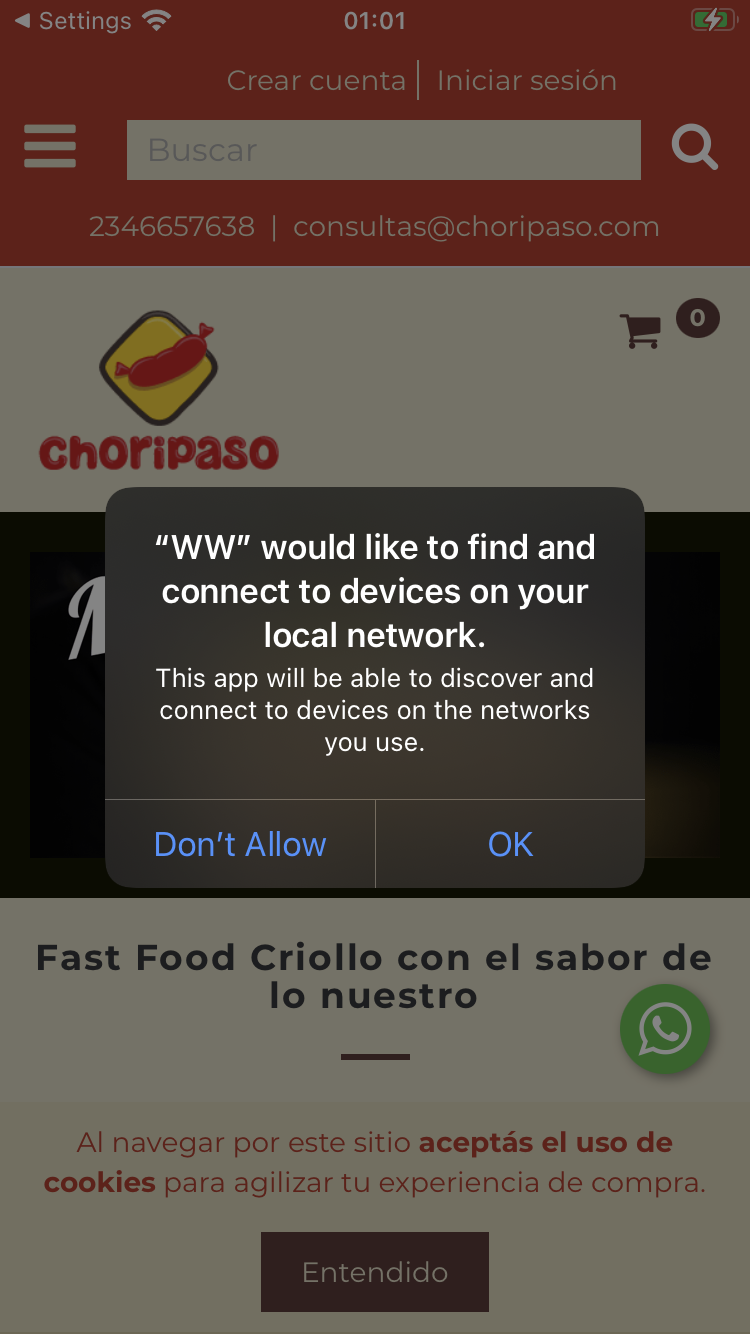 Settings
01:01
Crear cuenta | Iniciar sesión
Buscar
2346657638 | consultas@choripaso.com
0
choripaso
“WW” would like to find and
connect to devices on your
local network.
This app will be able to discover and
connect to devices on the networks
you use.
Don’t Allow
OK
Fast Food Criollo con el sabor de
lo nuestro
Al navegar por este sitio aceptás el uso de
cookies para agilizar tu experiencia de compra.
Entendido